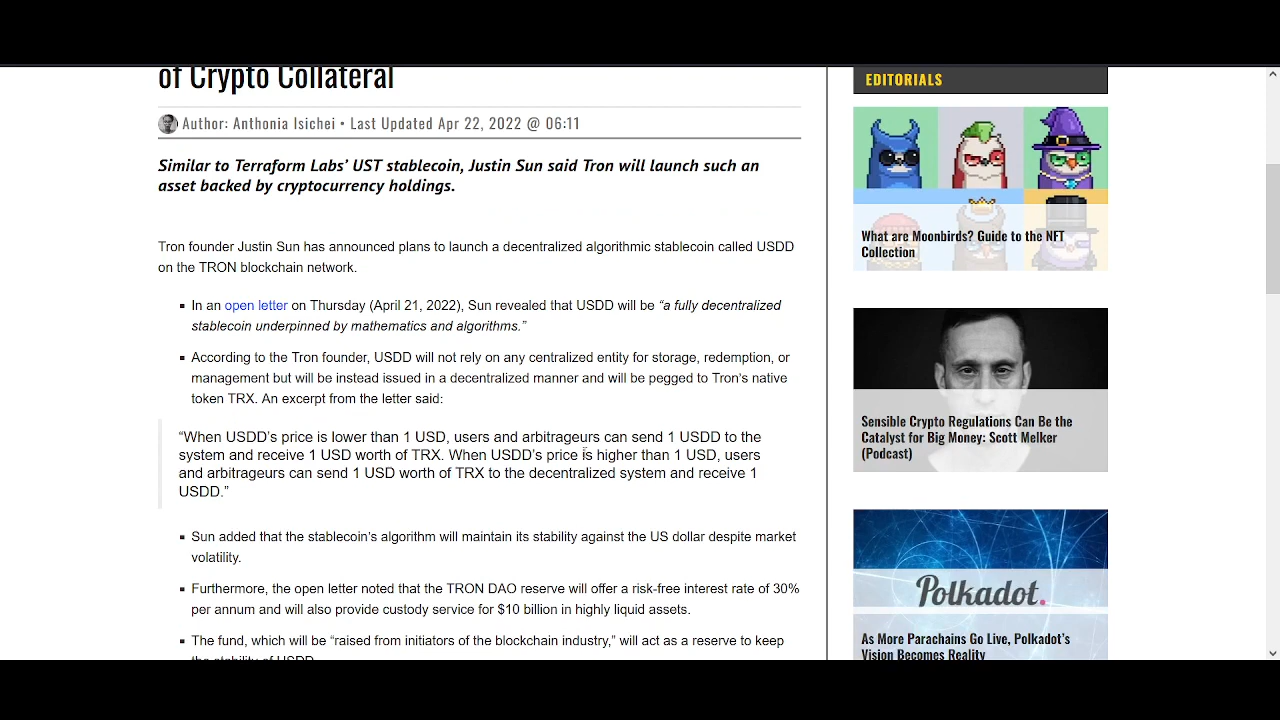 of Crypto Collateral
Author: Anthonia Isichei • Last Updated Apr 22, 2022 @ 06:11
Similar to Terraform Labs’ UST stablecoin, Justin Sun said Tron will launch such an
asset backed by cryptocurrency holdings.
Tron founder Justin Sun has announced plans to launch a decentralized algorithmic stablecoin called USDD
on the TRON blockchain network.
▪ In an open letter on Thursday (April 21, 2022), Sun revealed that USDD will be “a fully decentralized
stablecoin underpinned by mathematics and algorithms.”
▪ According to the Tron founder, USDD will not rely on any centralized entity for storage, redemption, or
management but will be instead issued in a decentralized manner and will be pegged to Tron’s native
token TRX. An excerpt from the letter said:
“When USDD’s price is lower than 1 USD, users and arbitrageurs can send 1 USDD to the
system and receive 1 USD worth of TRX. When USDD’s price is higher than 1 USD, users
and arbitrageurs can send 1 USD worth of TRX to the decentralized system and receive 1
USDD.”
▪ Sun added that the stablecoin’s algorithm will maintain its stability against the US dollar despite market
volatility.
▪ Furthermore, the open letter noted that the TRON DAO reserve will offer a risk-free interest rate of 30%
per annum and will also provide custody service for $10 billion in highly liquid assets.
▪ The fund, which will be “raised from initiators of the blockchain industry,” will act as a reserve to keep
the stability of USDD
EDITORIALS
What are Moonbirds? Guide to the NFT
Collection
Sensible Crypto Regulations Can Be the
Catalyst for Big Money: Scott Melker
(Podcast)
Polkadot.
As More Parachains Go Live, Polkadot’s
Vision Becomes Reality